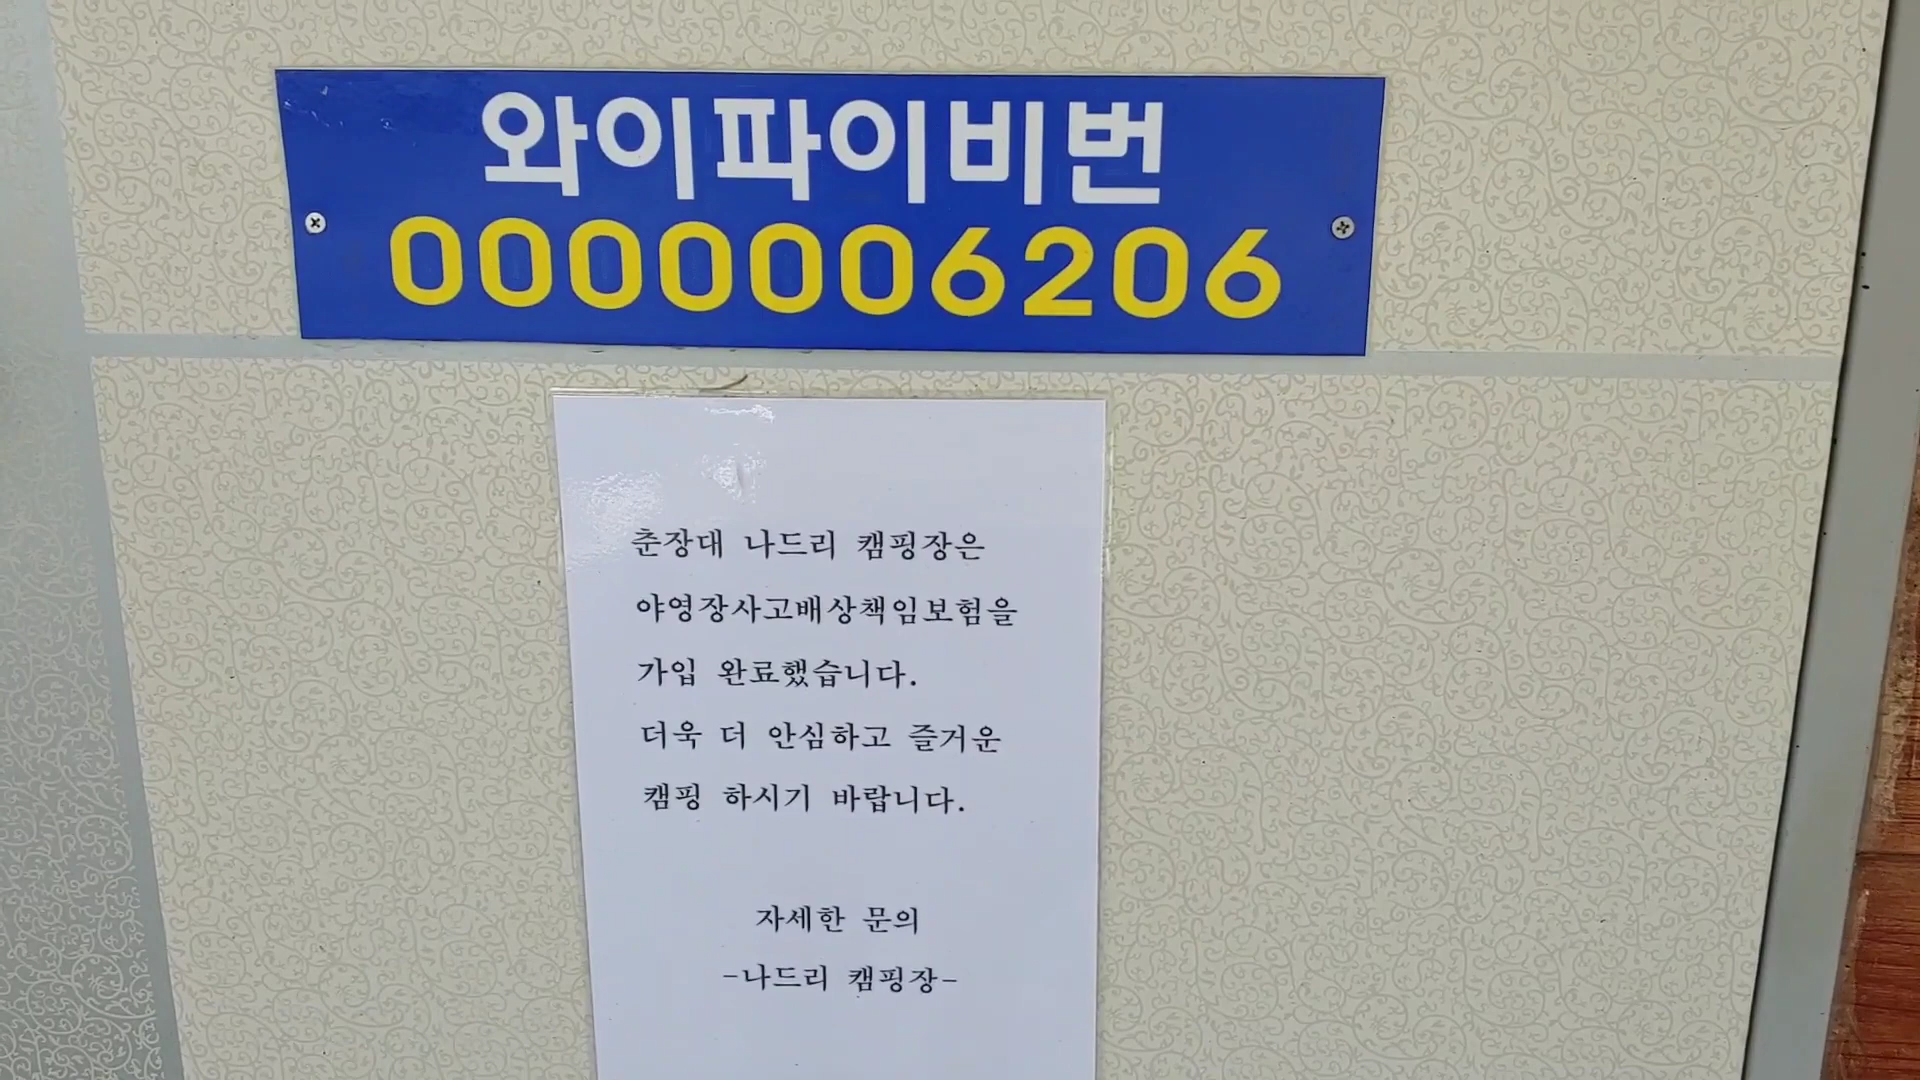 와이파이비번
0000006206
춘장대 나드리 캠핑장은
야영장사고배상책임보험을
가입 완료했습니다.
더욱 더 안심하고 즐거운
캠핑 하시기 바랍니다.
자세한 문의
-나드리 캠핑장-